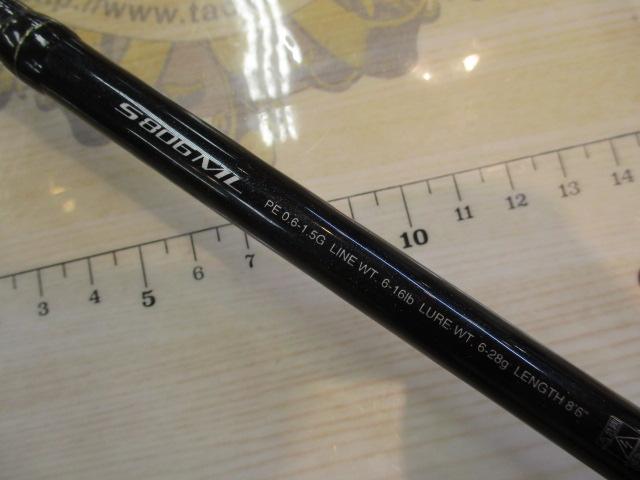 http://www.tac
S806ML
PE 0.6-1.5G LINE WT. 6-16lb LURE WT. 6-28g LENGTH 8'6"
3 4 5 6 7 10 11 12 13 14